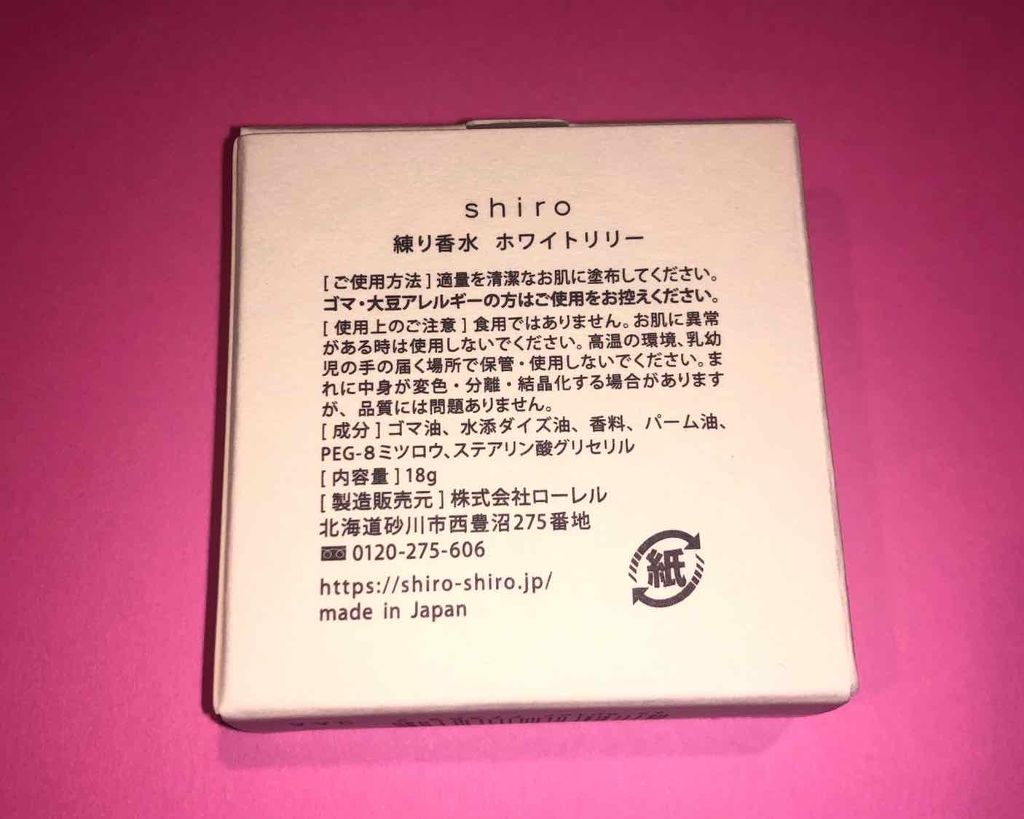 shiro
練り香水 ホワイトリリー
[ご使用方法]適量を清潔なお肌に塗布してください。
ゴマ・大豆アレルギーの方はご使用をお控えください。
[使用上のご注意]食用ではありません。お肌に異常
がある時は使用しないでください。高温の環境、乳幼
児の手の届く場所で保管・使用しないでください。ま
れに中身が変色・分離・結晶化する場合があります
が、品質には問題ありません。
[成分]ゴマ油、水添ダイズ油、香料、パーム油、
PEG-8ミツロウ、ステアリン酸グリセリル
[内容量]18g
[製造販売元]株式会社ローレル
北海道砂川市西豊沼275番地
0120-275-606
https://shiro-shiro.jp/
made in Japan
紙